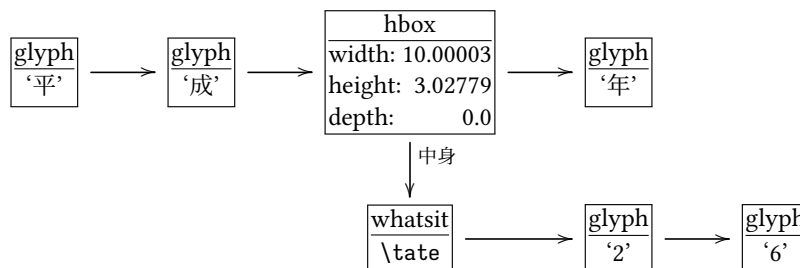 glyph
‘平’
glyph
‘成’
hbox
width: 10.00003
height: 3.02779
depth: 0.0
glyph
‘年’
中身
whatsit
\tate
glyph
‘2’
glyph
‘6’